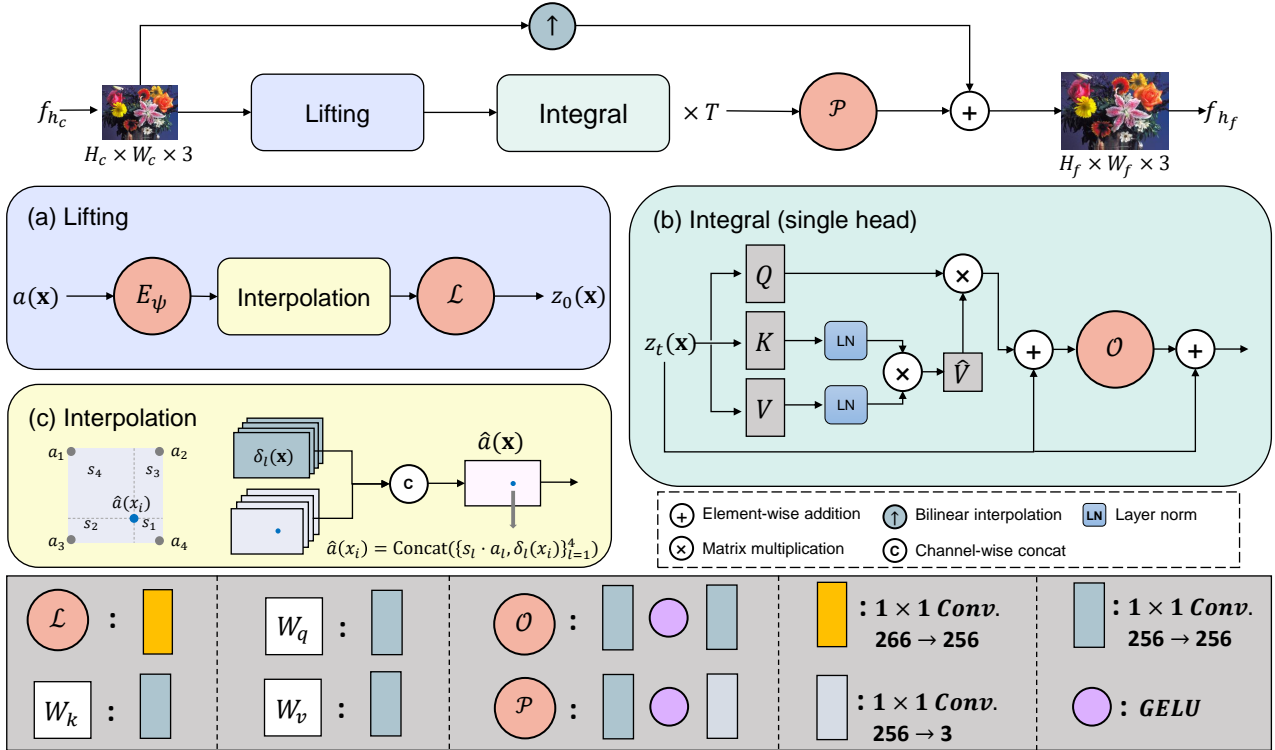 ↑
f_{h_c}
H_c × W_c × 3
Lifting
Integral
× T
𝒫
+
H_f × W_f × 3
f_{h_f}
(a) Lifting
a(𝐱)
E_ψ
Interpolation
ℒ
z_0(𝐱)
(b) Integral (single head)
z_t(𝐱)
Q
K
V
LN
LN
×
×
V̂
+
𝒪
+
(c) Interpolation
a_1
a_2
s_4
s_3
â(x_i)
s_2
s_1
a_3
a_4
δ_l(𝐱)
C
â(𝐱)
â(x_i) = Concat({s_l · a_l, δ_l(x_i)}_{l=1}^4)
+ Element-wise addition
↑ Bilinear interpolation
LN Layer norm
× Matrix multiplication
C Channel-wise concat
ℒ :
W_q :
𝒪 :
: 1 × 1 Conv.
266 → 256
: 1 × 1 Conv.
256 → 256
W_k :
W_v :
𝒫 :
: 1 × 1 Conv.
256 → 3
: GELU